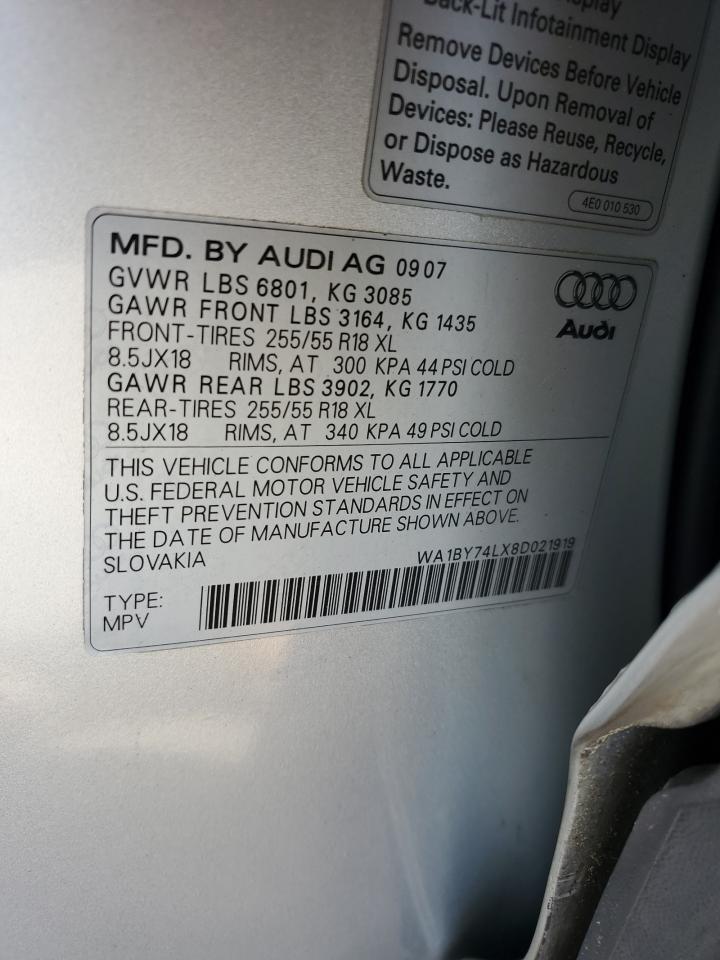 Display
Back-Lit Infotainment Display
Remove Devices Before Vehicle
Disposal. Upon Removal of
Devices: Please Reuse, Recycle,
or Dispose as Hazardous
Waste.
4E0 010 530
MFD. BY AUDI AG 09 07
GVWR LBS 6801, KG 3085
GAWR FRONT LBS 3164, KG 1435
FRONT-TIRES 255/55 R18 XL
8.5JX18 RIMS, AT 300 KPA 44 PSI COLD
GAWR REAR LBS 3902, KG 1770
REAR-TIRES 255/55 R18 XL
8.5JX18 RIMS, AT 340 KPA 49 PSI COLD
Audi
THIS VEHICLE CONFORMS TO ALL APPLICABLE
U.S. FEDERAL MOTOR VEHICLE SAFETY AND
THEFT PREVENTION STANDARDS IN EFFECT ON
THE DATE OF MANUFACTURE SHOWN ABOVE.
SLOVAKIA
WA1BY74LX8D021919
TYPE:
MPV